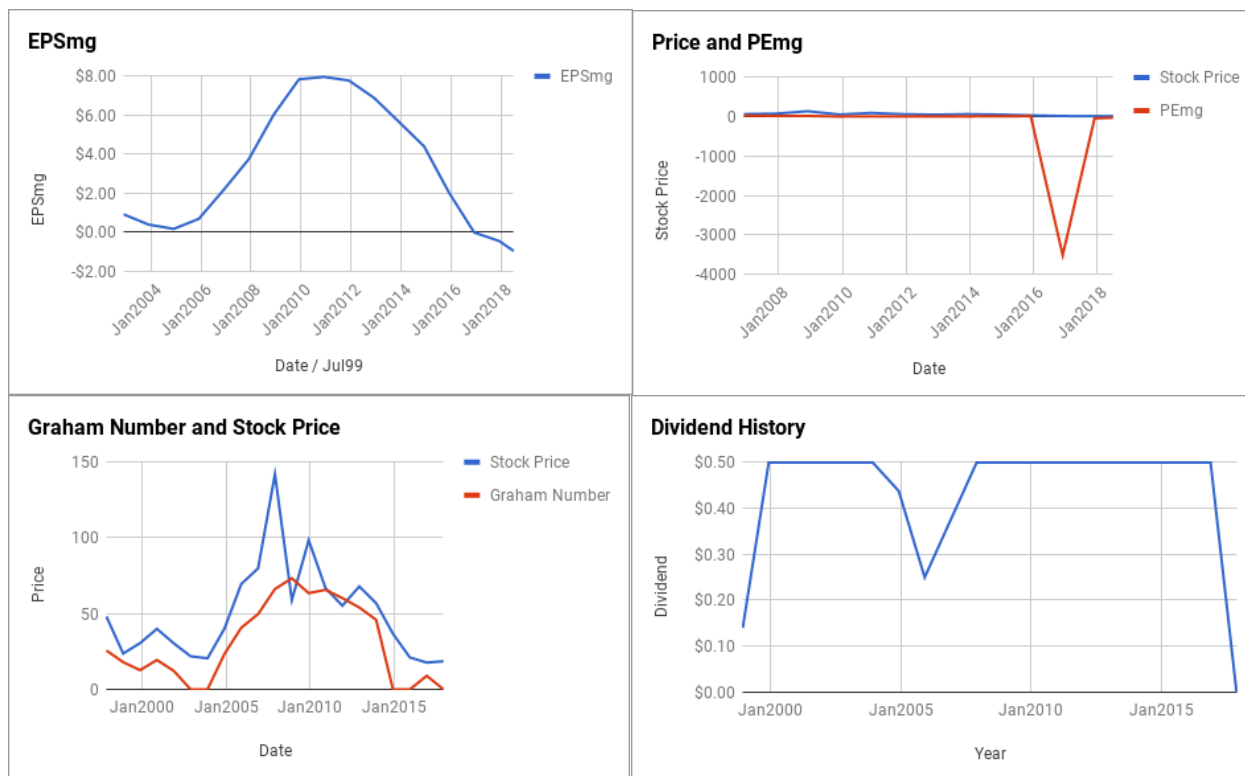 EPSmg
$8.00
$6.00
$4.00
$2.00
$0.00
-$2.00
EPSmg
EPSmg
Jan2004
Jan2006
Jan2008
Jan2010
Jan2012
Jan2014
Jan2016
Jan2018
Date / Jul99
Price and PEmg
1000
0
-1000
-2000
-3000
-4000
Stock Price
Stock Price
PEmg
Jan2008
Jan2010
Jan2012
Jan2014
Jan2016
Jan2018
Date
Graham Number and Stock Price
150
100
50
0
Price
Stock Price
Graham Number
Jan2000
Jan2005
Jan2010
Jan2015
Date
Dividend History
$0.50
$0.40
$0.30
$0.20
$0.10
$0.00
Dividend
Jan2000
Jan2005
Jan2010
Jan2015
Year